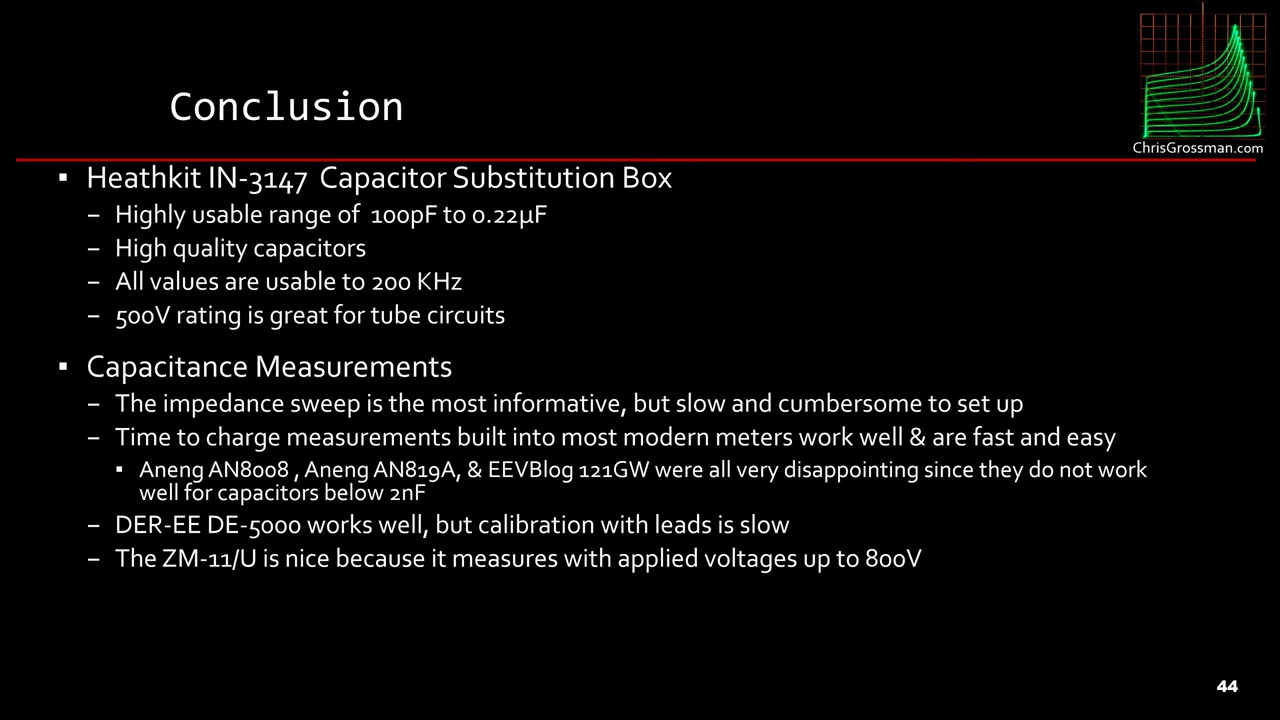 ChrisGrossman.com
Conclusion
▪ Heathkit IN-3147 Capacitor Substitution Box
– Highly usable range of 100pF to 0.22µF
– High quality capacitors
– All values are usable to 200 KHz
– 500V rating is great for tube circuits
▪ Capacitance Measurements
– The impedance sweep is the most informative, but slow and cumbersome to set up
– Time to charge measurements built into most modern meters work well & are fast and easy
▪ Aneng AN8008 , Aneng AN819A, & EEVBlog 121GW were all very disappointing since they do not work
well for capacitors below 2nF
– DER-EE DE-5000 works well, but calibration with leads is slow
– The ZM-11/U is nice because it measures with applied voltages up to 800V
44